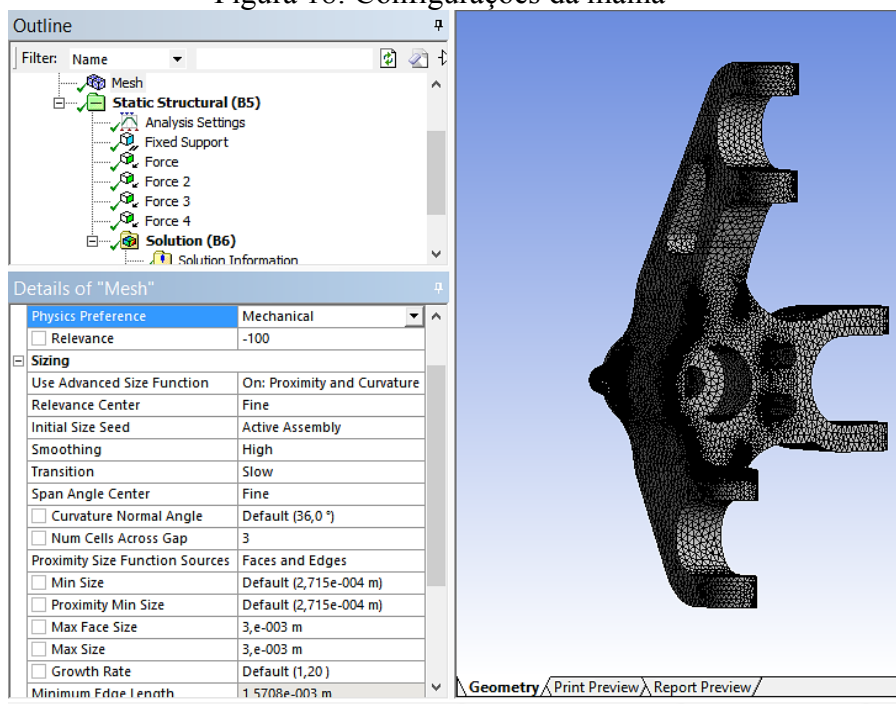 Figura 18: Configurações da malha
Outline
Filter: Name
Mesh
Static Structural (B5)
Analysis Settings
Fixed Support
Force
Force 2
Force 3
Force 4
Solution (B6)
Solution Information
Details of "Mesh"
Physics Preference Mechanical
Relevance -100
Sizing
Use Advanced Size Function On: Proximity and Curvature
Relevance Center Fine
Initial Size Seed Active Assembly
Smoothing High
Transition Slow
Span Angle Center Fine
Curvature Normal Angle Default (36,0 °)
Num Cells Across Gap 3
Proximity Size Function Sources Faces and Edges
Min Size Default (2,715e-004 m)
Proximity Min Size Default (2,715e-004 m)
Max Face Size 3,e-003 m
Max Size 3,e-003 m
Growth Rate Default (1,20 )
Minimum Edge Length 1,5708e-003 m
Geometry Print Preview Report Preview